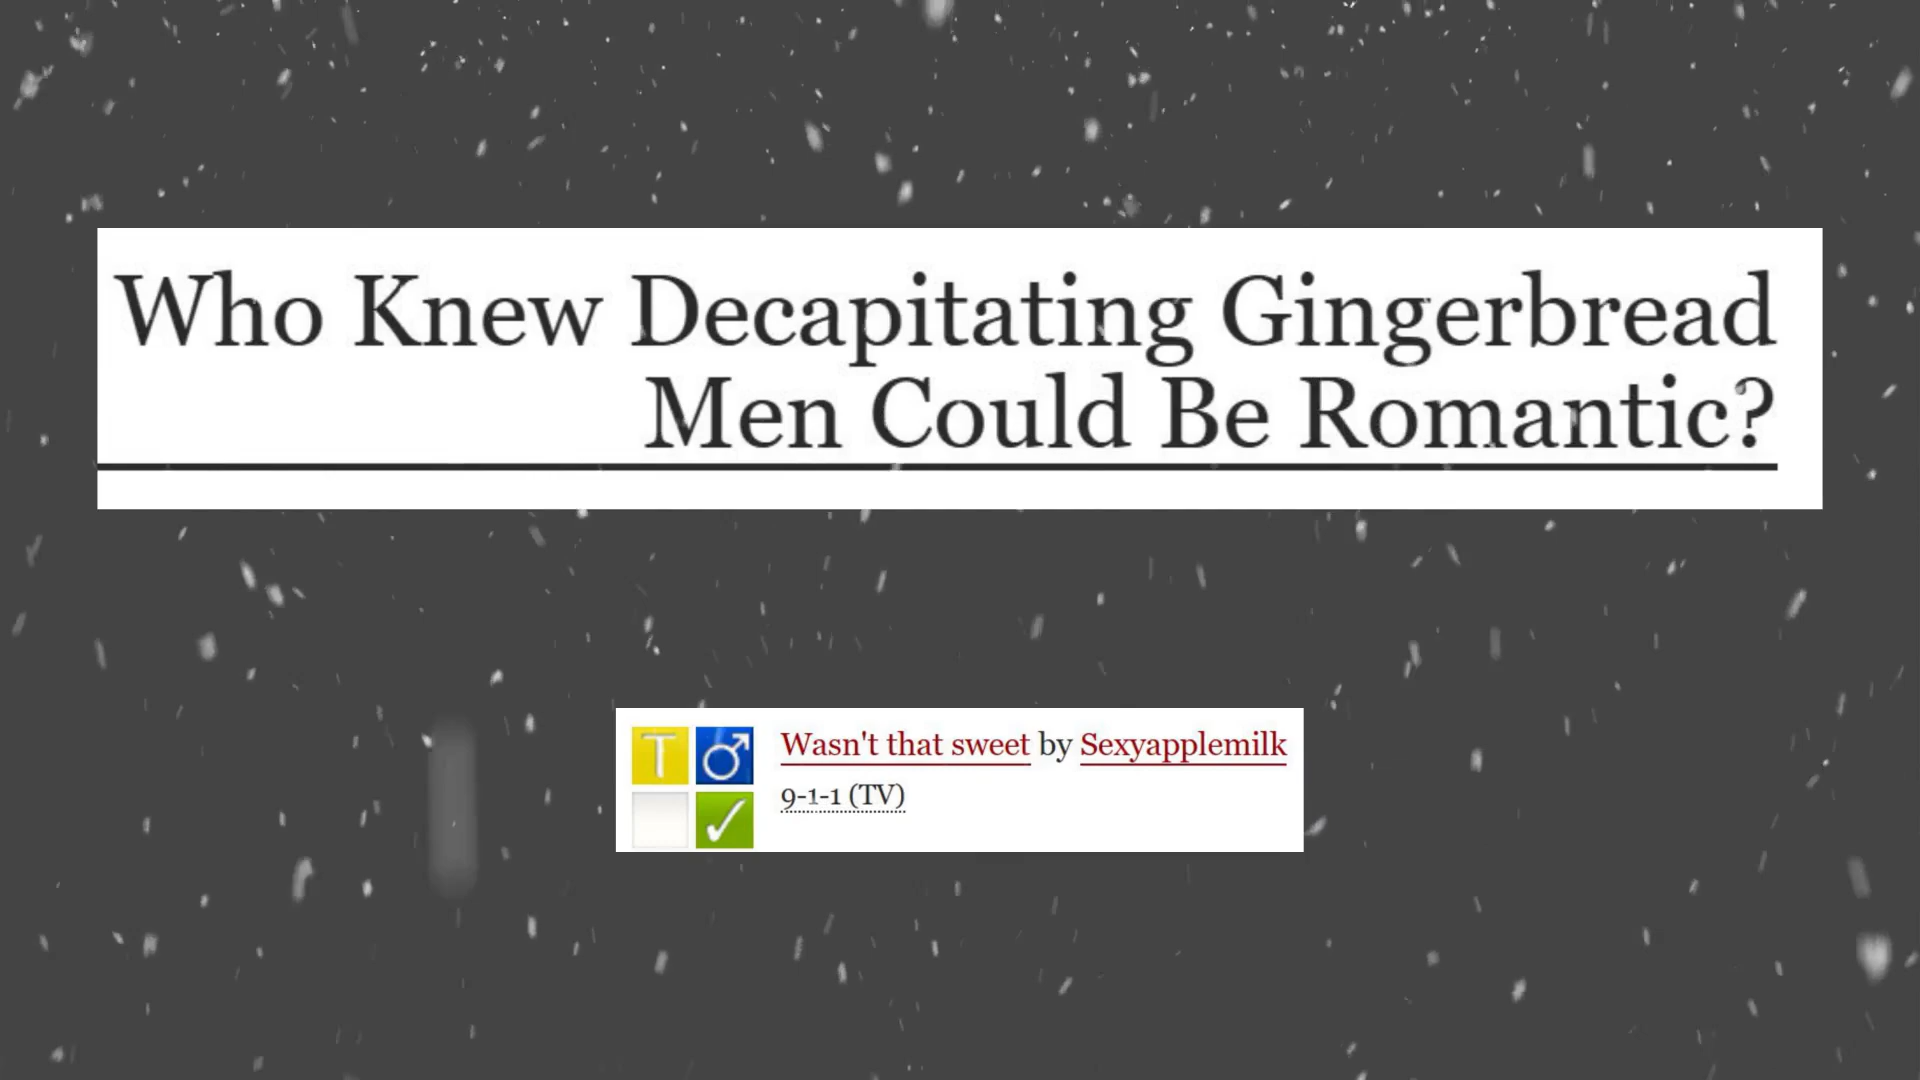 Who Knew Decapitating Gingerbread
Men Could Be Romantic?
T
Wasn't that sweet by Sexyapplemilk
9-1-1 (TV)